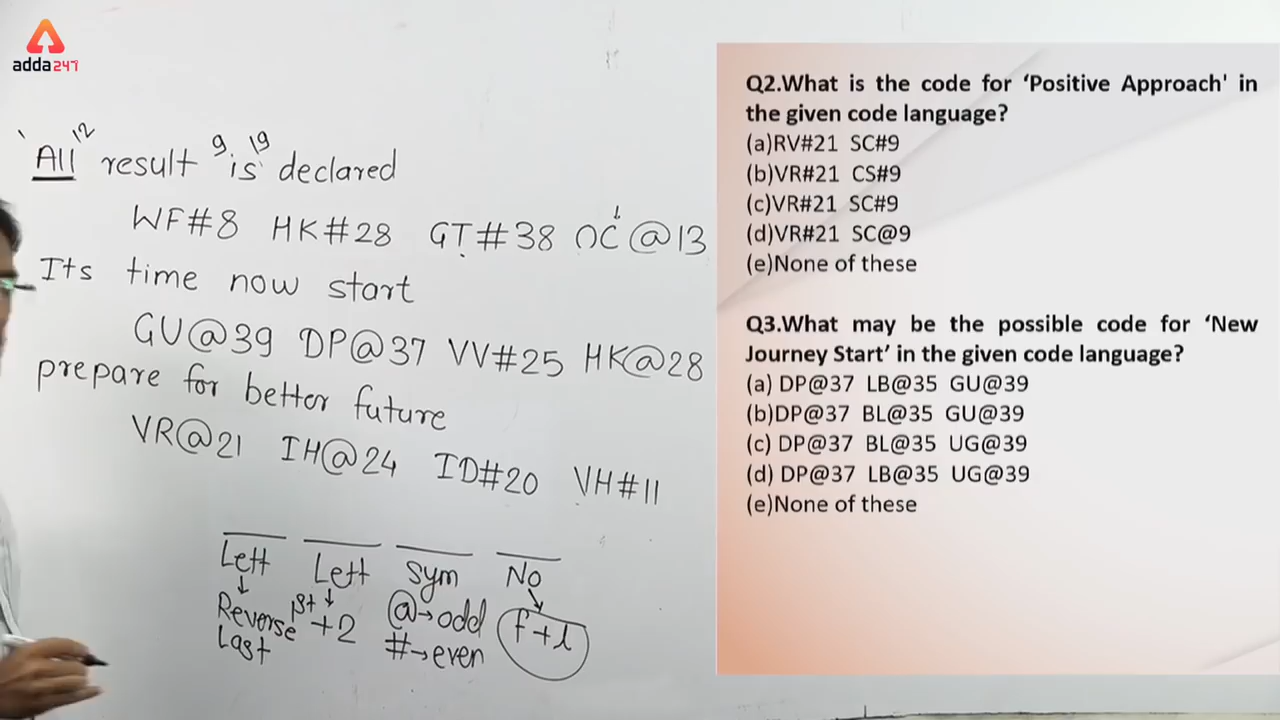 adda247
1 12 9 19
All result is declared
WF#8 HK#28 GT#38 OC@13
Its time now start
GU@39 DP@37 VV#25 HK@28
prepare for better future
VR@21 IH@24 ID#20 VH#11
Lett Lett Sym No
Reverse 1st +2 @→odd f+l
Last #→even
Q2.What is the code for ‘Positive Approach' in
the given code language?
(a)RV#21 SC#9
(b)VR#21 CS#9
(c)VR#21 SC#9
(d)VR#21 SC@9
(e)None of these
Q3.What may be the possible code for ‘New
Journey Start’ in the given code language?
(a) DP@37 LB@35 GU@39
(b)DP@37 BL@35 GU@39
(c) DP@37 BL@35 UG@39
(d) DP@37 LB@35 UG@39
(e)None of these